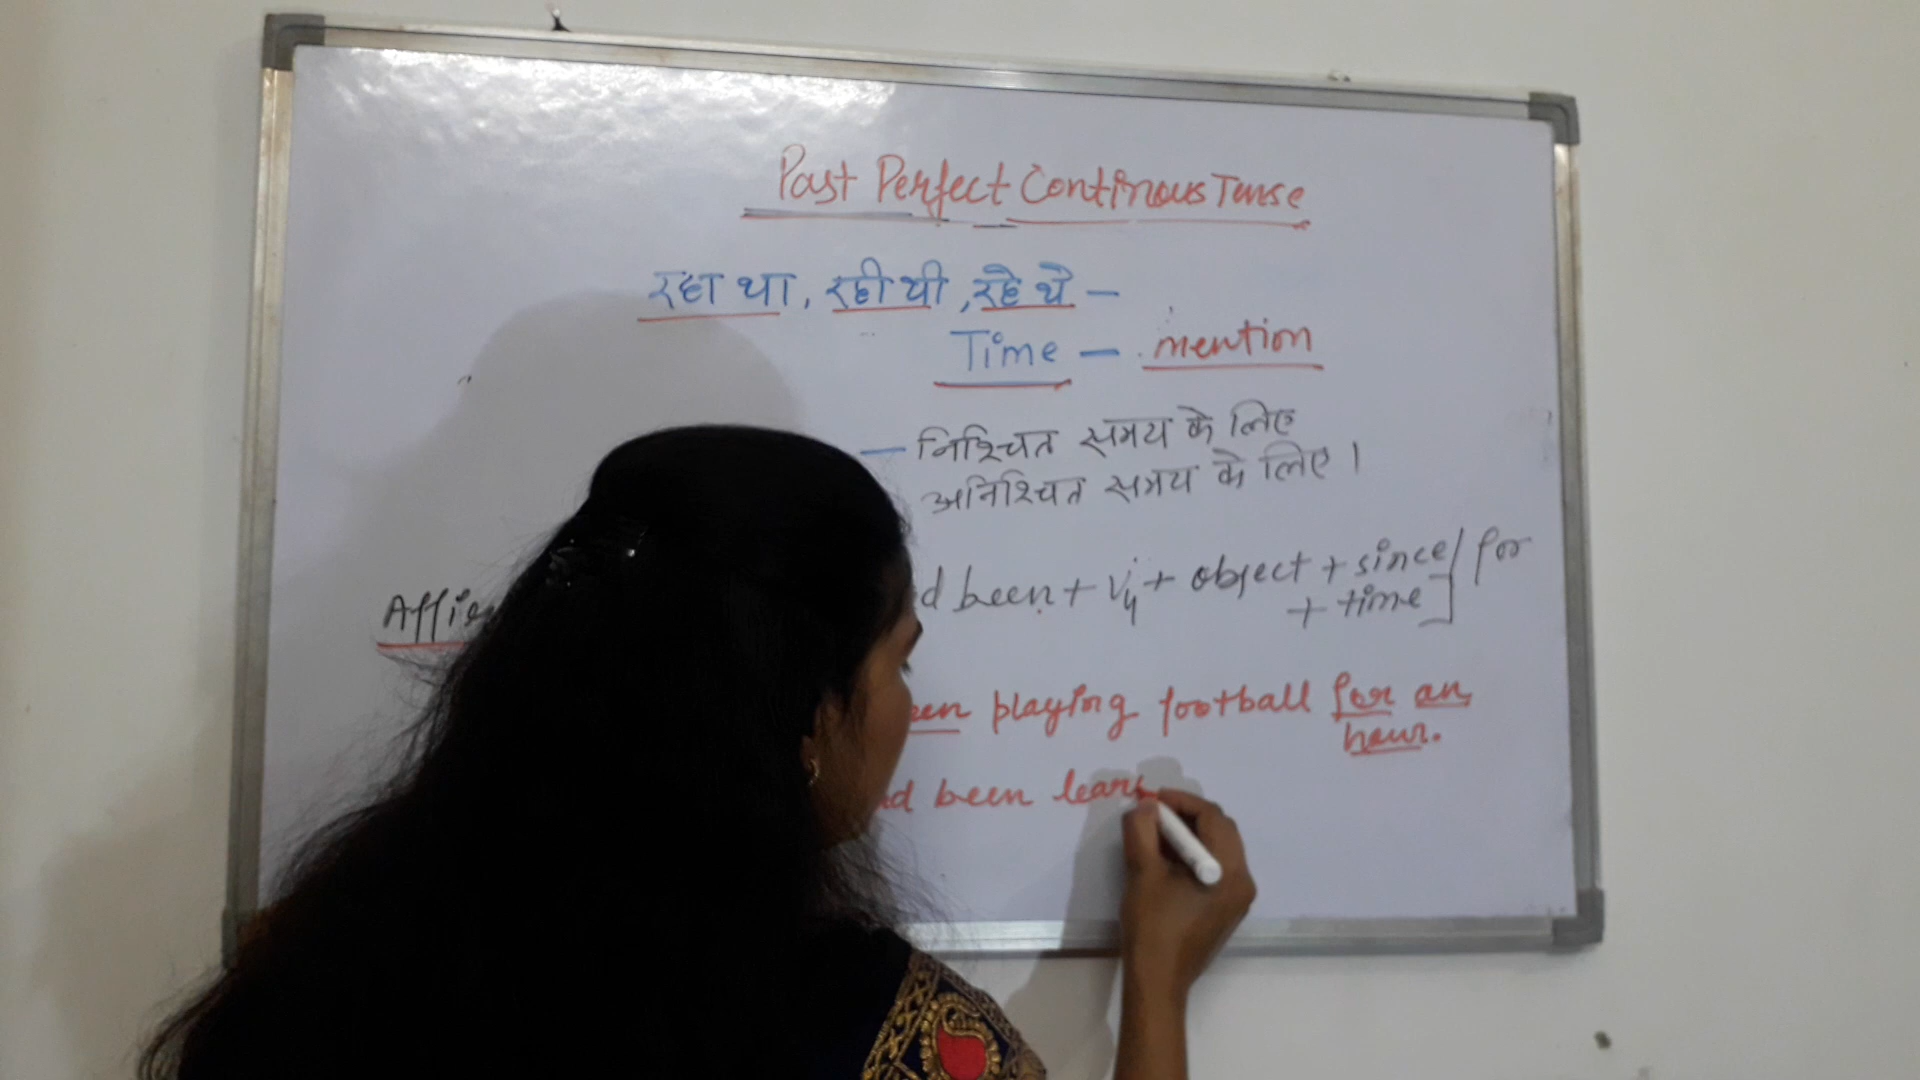 Past Perfect Continous Tense
रहा था, रही थी, रहे थे –
Time – mention
– निश्चित समय के लिए
अनिश्चित समय के लिए ।
been + V4 + object + since/for
+ time]
playing football for an
hour.
been